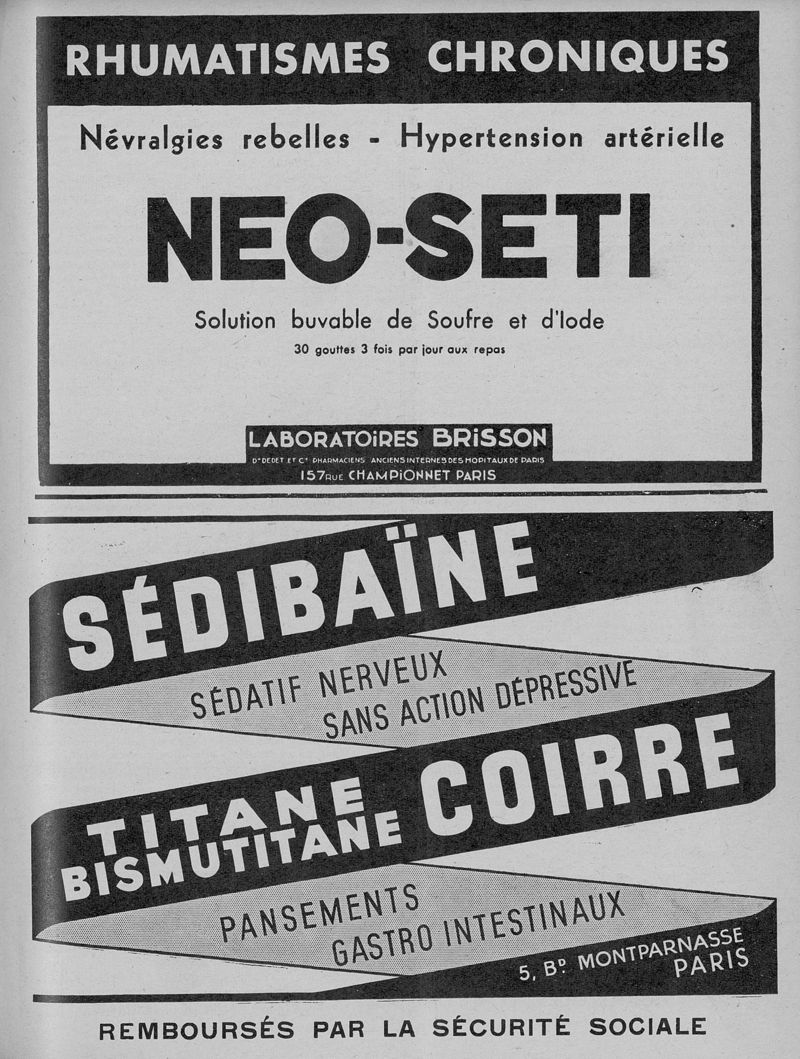 RHUMATISMES CHRONIQUES
Névralgies rebelles - Hypertension artérielle
NEO-SETI
Solution buvable de Soufre et d'Iode
30 gouttes 3 fois par jour aux repas
LABORATOIRES BRISSON
Drs DEDET ET Cie PHARMACIENS ANCIENS INTERNES DES HOPITAUX DE PARIS
157 RUE CHAMPIONNET PARIS
SÉDIBAÏNE
SÉDATIF NERVEUX
SANS ACTION DÉPRESSIVE
TITANE
BISMUTITANE COIRRE
PANSEMENTS
GASTRO INTESTINAUX
5, BD MONTPARNASSE
PARIS
REMBOURSÉS PAR LA SÉCURITÉ SOCIALE